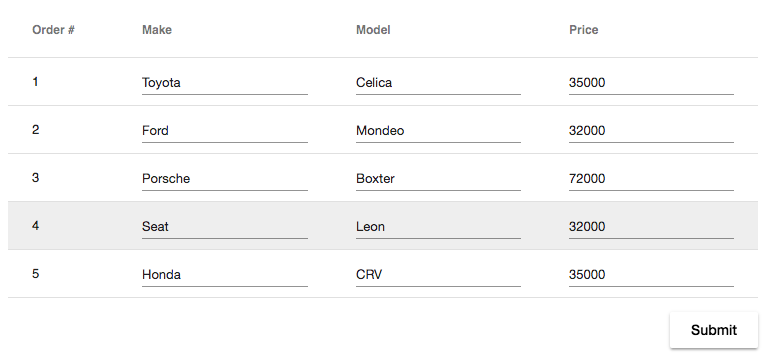 Order # Make Model Price
1 Toyota Celica 35000
2 Ford Mondeo 32000
3 Porsche Boxter 72000
4 Seat Leon 32000
5 Honda CRV 35000
Submit